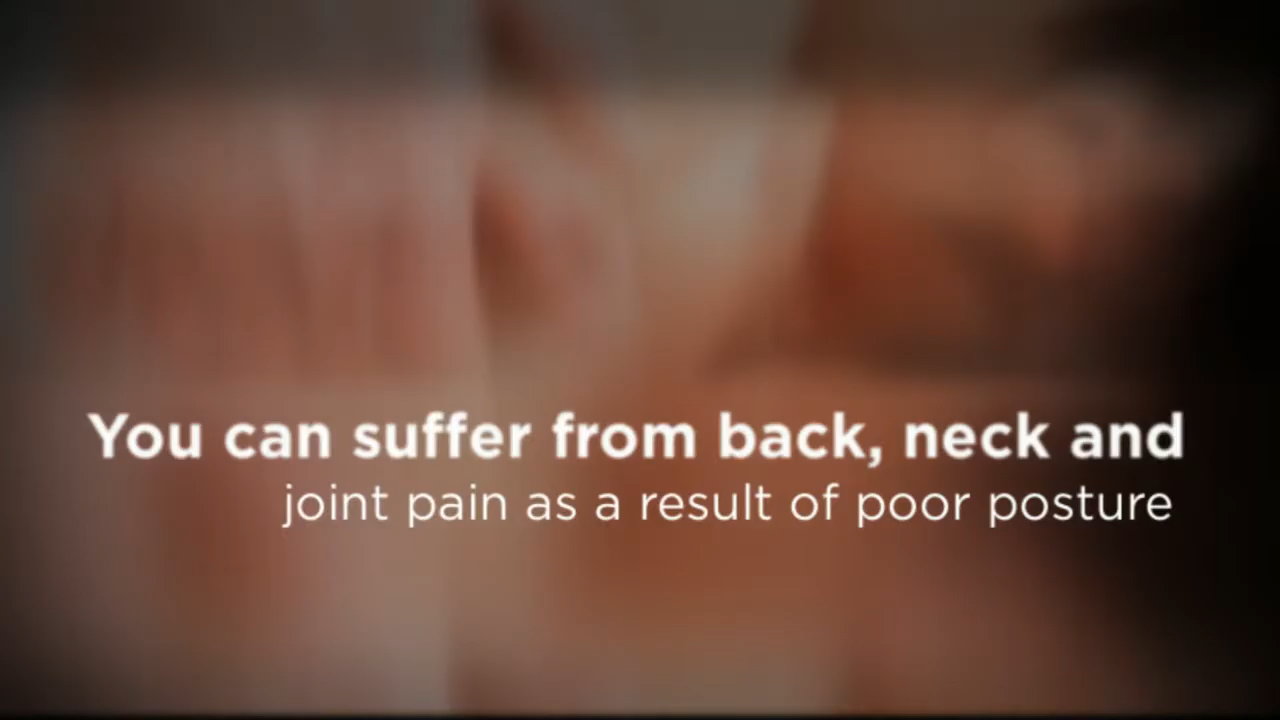 You can suffer from back, neck and
joint pain as a result of poor posture